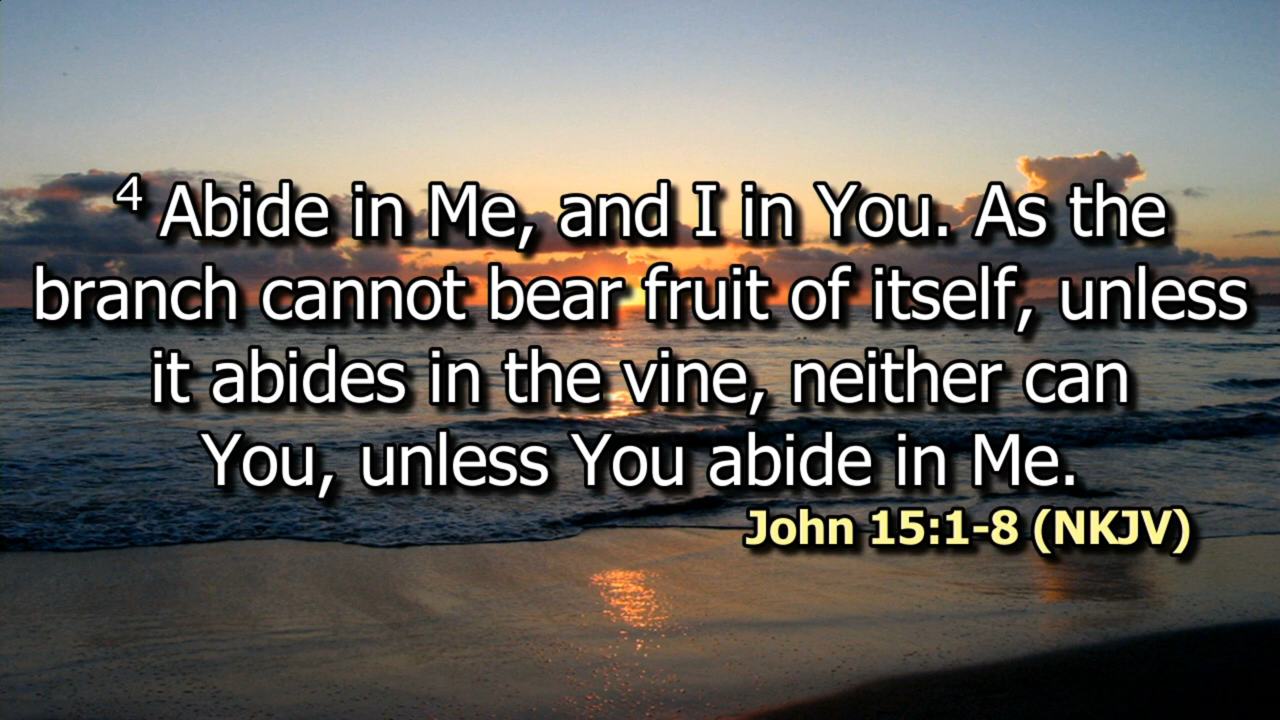 4 Abide in Me, and I in You. As the
branch cannot bear fruit of itself, unless
it abides in the vine, neither can
You, unless You abide in Me.
John 15:1-8 (NKJV)